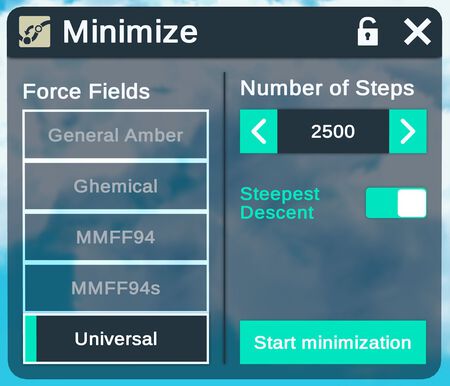 Minimize
Force Fields
General Amber
Ghemical
MMFF94
MMFF94s
Universal
Number of Steps
2500
Steepest
Descent
Start minimization